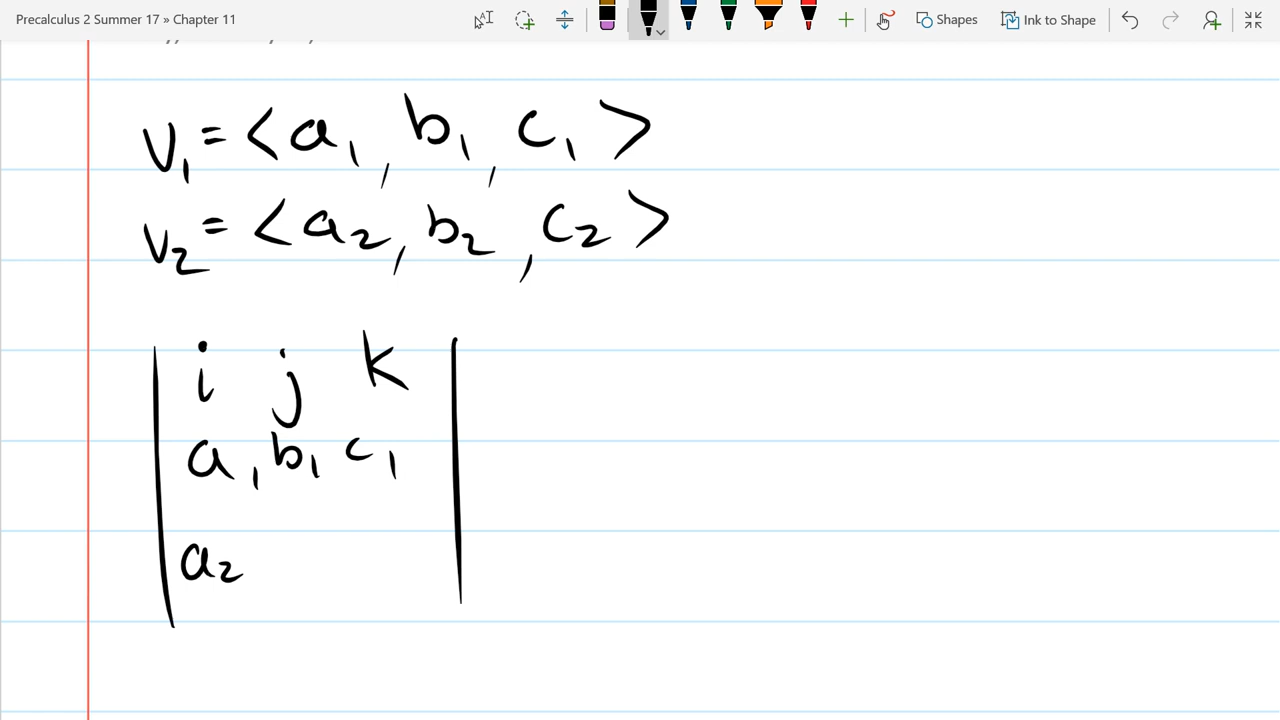 Precalculus 2 Summer 17 » Chapter 11
Shapes
Ink to Shape
V₁ = <a₁, b₁, c₁>
V₂ = <a₂, b₂, c₂>
i j k
a₁ b₁ c₁
a₂